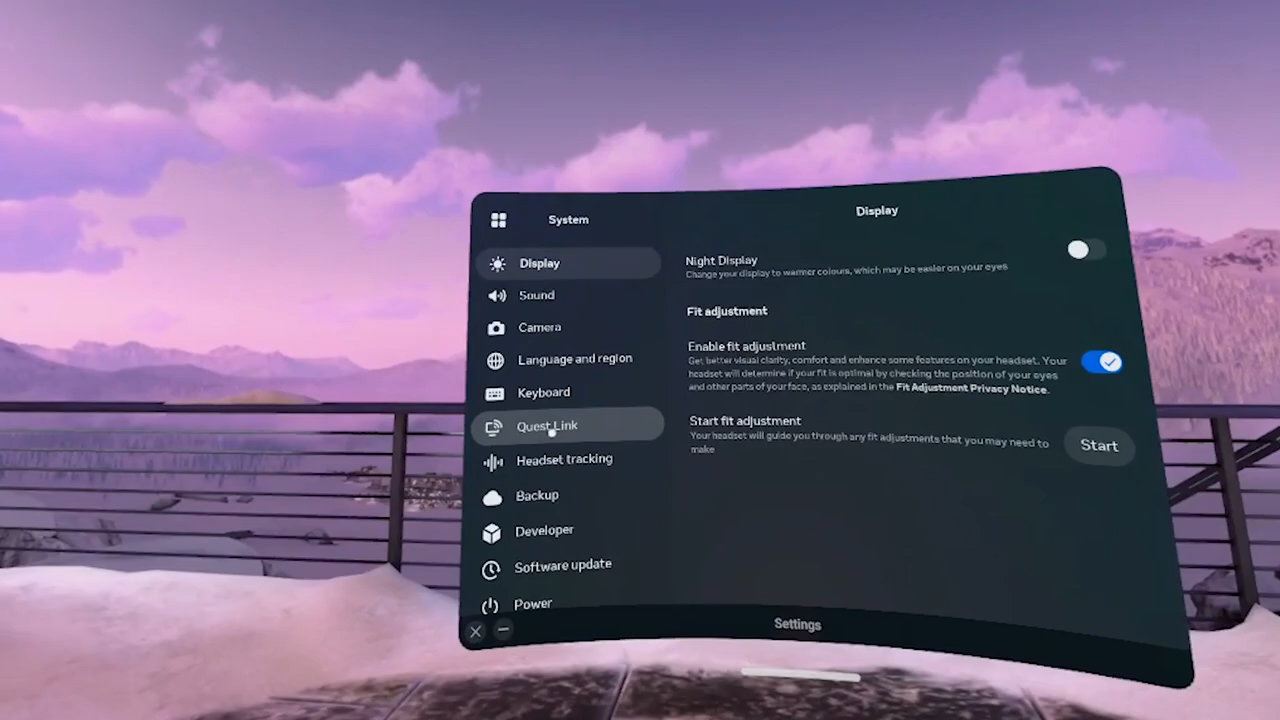 System
Display
Sound
Camera
Language and region
Keyboard
Quest Link
Headset tracking
Backup
Developer
Software update
Power
Display
Night Display
Change your display to warmer colours, which may be easier on your eyes
Fit adjustment
Enable fit adjustment
Get better visual clarity, comfort and enhance some features on your headset. Your
headset will determine if your fit is optimal by checking the position of your eyes
and other parts of your face, as explained in the Fit Adjustment Privacy Notice.
Start fit adjustment
Your headset will guide you through any fit adjustments that you may need to
make
Start
Settings